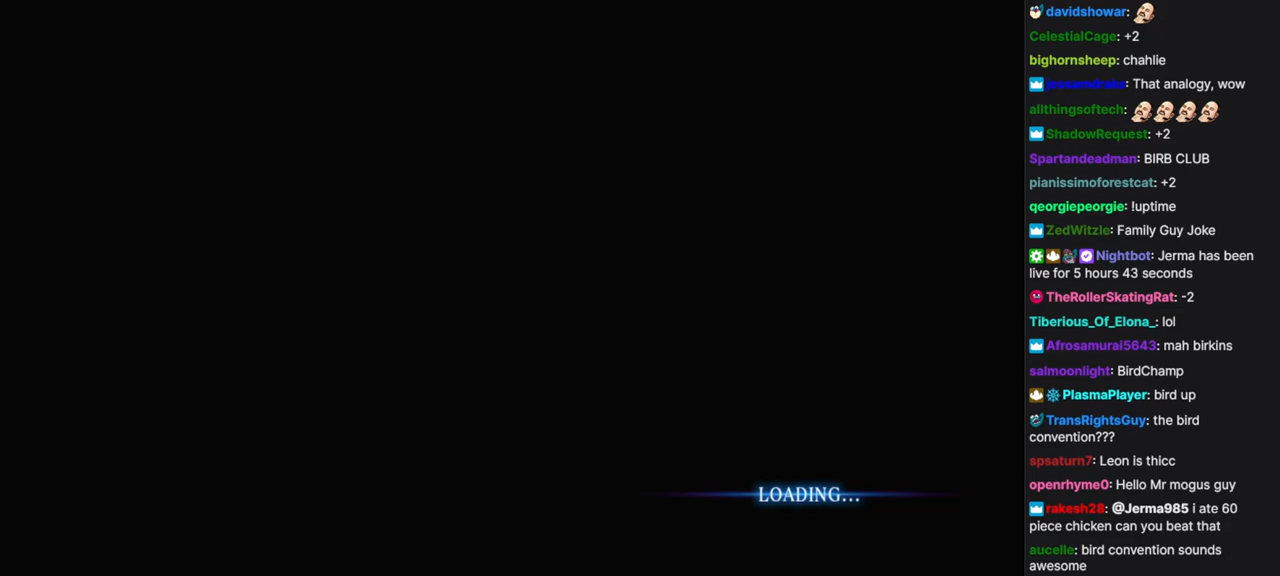 davidshowar:
CelestialCage: +2
bighornsheep: chahlie
jessamdrake: That analogy, wow
allthingsoftech:
ShadowRequest: +2
Spartandeadman: BIRB CLUB
pianissimoforestcat: +2
qeorgiepeorgie: !uptime
ZedWitzle: Family Guy Joke
Nightbot: Jerma has been
live for 5 hours 43 seconds
TheRollerSkatingRat: -2
Tiberious_Of_Elona_: lol
Afrosamurai5643: mah birkins
salmoonlight: BirdChamp
PlasmaPlayer: bird up
TransRightsGuy: the bird
convention???
spsaturn7: Leon is thicc
openrhyme0: Hello Mr mogus guy
rakesh28: @Jerma985 i ate 60
piece chicken can you beat that
aucelle: bird convention sounds
awesome
LOADING...